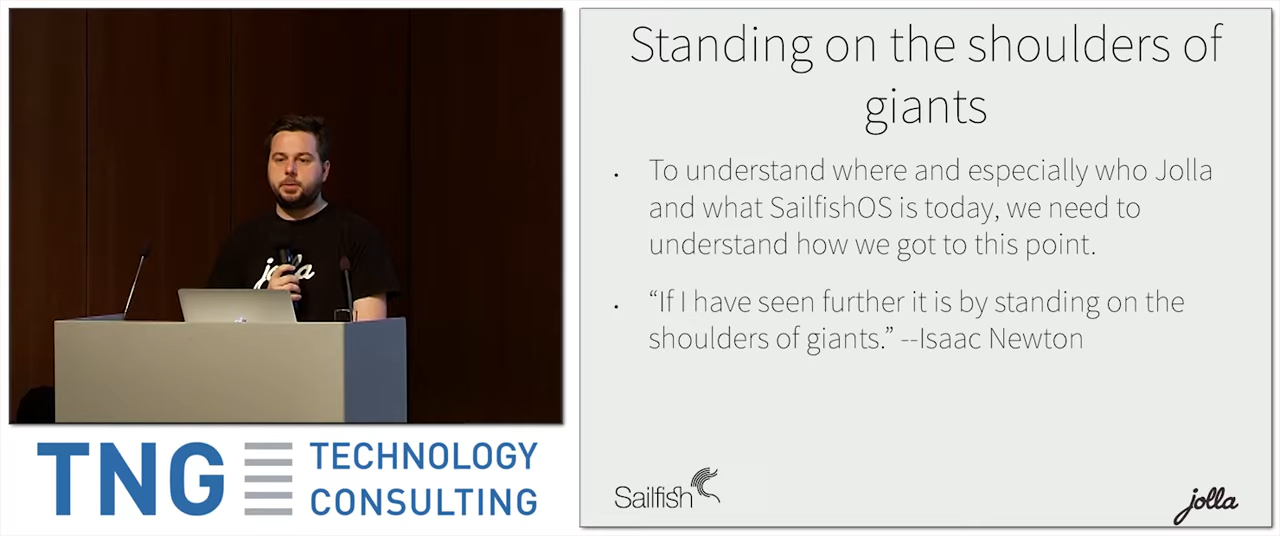 jolla
TNG TECHNOLOGY
CONSULTING
Standing on the shoulders of
giants
• To understand where and especially who Jolla
and what SailfishOS is today, we need to
understand how we got to this point.
• “If I have seen further it is by standing on the
shoulders of giants.” --Isaac Newton
Sailfish
jolla